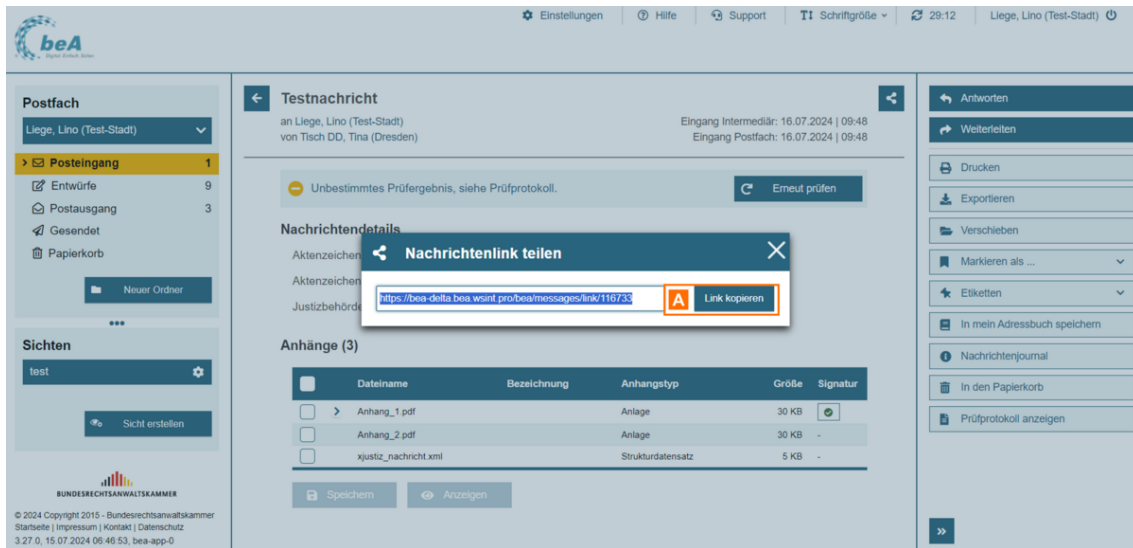 Einstellungen
Hilfe
Support
Schriftgröße
29:12
Liege, Lino (Test-Stadt)
beA
Digital. Einfach. Sicher.
Postfach
Liege, Lino (Test-Stadt)
Posteingang 1
Entwürfe 9
Postausgang 3
Gesendet
Papierkorb
Neuer Ordner
Sichten
test
Sicht erstellen
BUNDESRECHTSANWALTSKAMMER
© 2024 Copyright 2015 - Bundesrechtsanwaltskammer
Startseite | Impressum | Kontakt | Datenschutz
3.27.0, 15.07.2024 06:46:53, bea-app-0
Testnachricht
an Liege, Lino (Test-Stadt)
von Tisch DD, Tina (Dresden)
Eingang Intermediär: 16.07.2024 | 09:48
Eingang Postfach: 16.07.2024 | 09:48
Unbestimmtes Prüfergebnis, siehe Prüfprotokoll.
Erneut prüfen
Nachrichtendetails
Aktenzeichen
Aktenzeichen
Justizbehörde
Nachrichtenlink teilen
https://bea-delta.bea.wsint.pro/bea/messages/link/116733
A Link kopieren
Anhänge (3)
Dateiname Bezeichnung Anhangstyp Größe Signatur
Anhang_1.pdf Anlage 30 KB
Anhang_2.pdf Anlage 30 KB -
xjustiz_nachricht.xml Strukturdatensatz 5 KB -
Speichern
Anzeigen
Antworten
Weiterleiten
Drucken
Exportieren
Verschieben
Markieren als ...
Etiketten
In mein Adressbuch speichern
Nachrichtenjournal
In den Papierkorb
Prüfprotokoll anzeigen